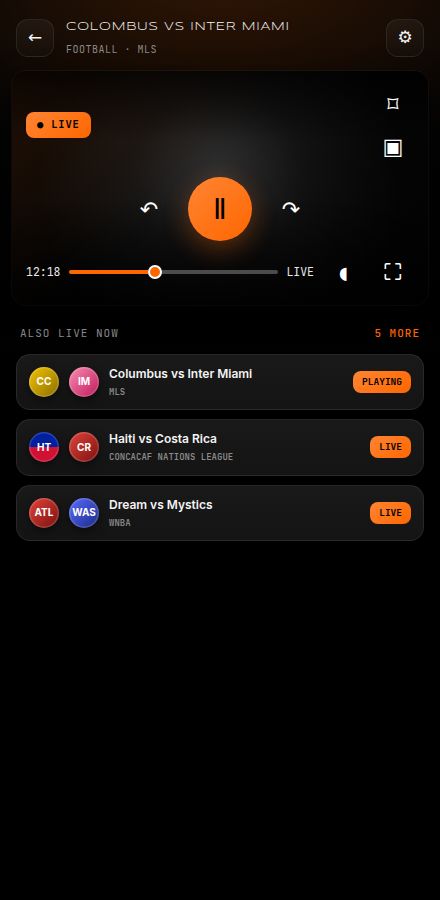 COLOMBUS VS INTER MIAMI
FOOTBALL · MLS
● LIVE
12:18 LIVE
ALSO LIVE NOW 5 MORE
CC IM Columbus vs Inter Miami PLAYING
MLS
HT CR Haiti vs Costa Rica LIVE
CONCACAF NATIONS LEAGUE
ATL WAS Dream vs Mystics LIVE
WNBA